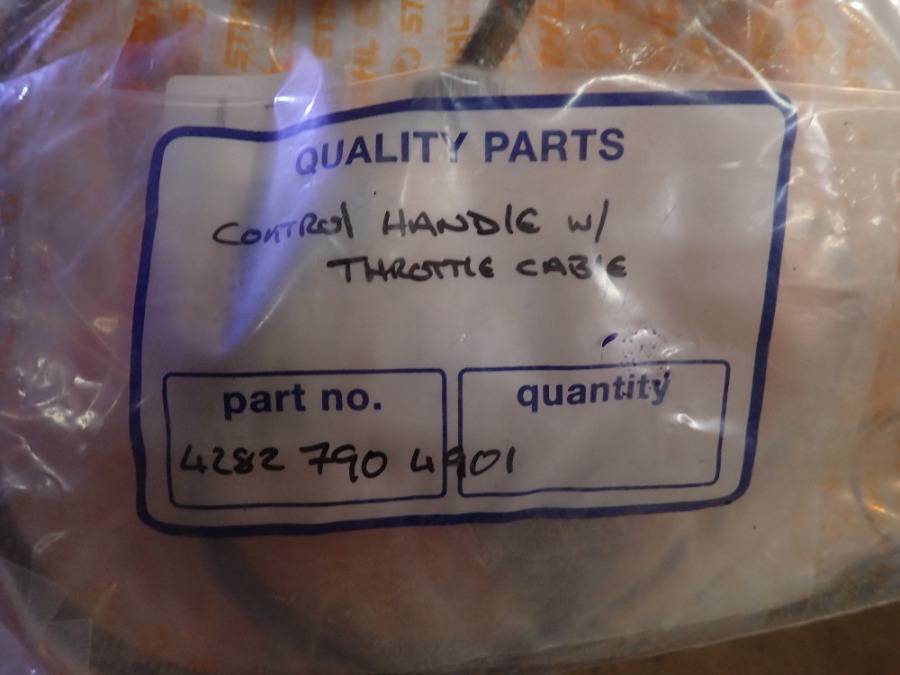 QUALITY PARTS
CONTROL HANDLE W/
THROTTLE CABLE
part no.
quantity
4282 790 4901